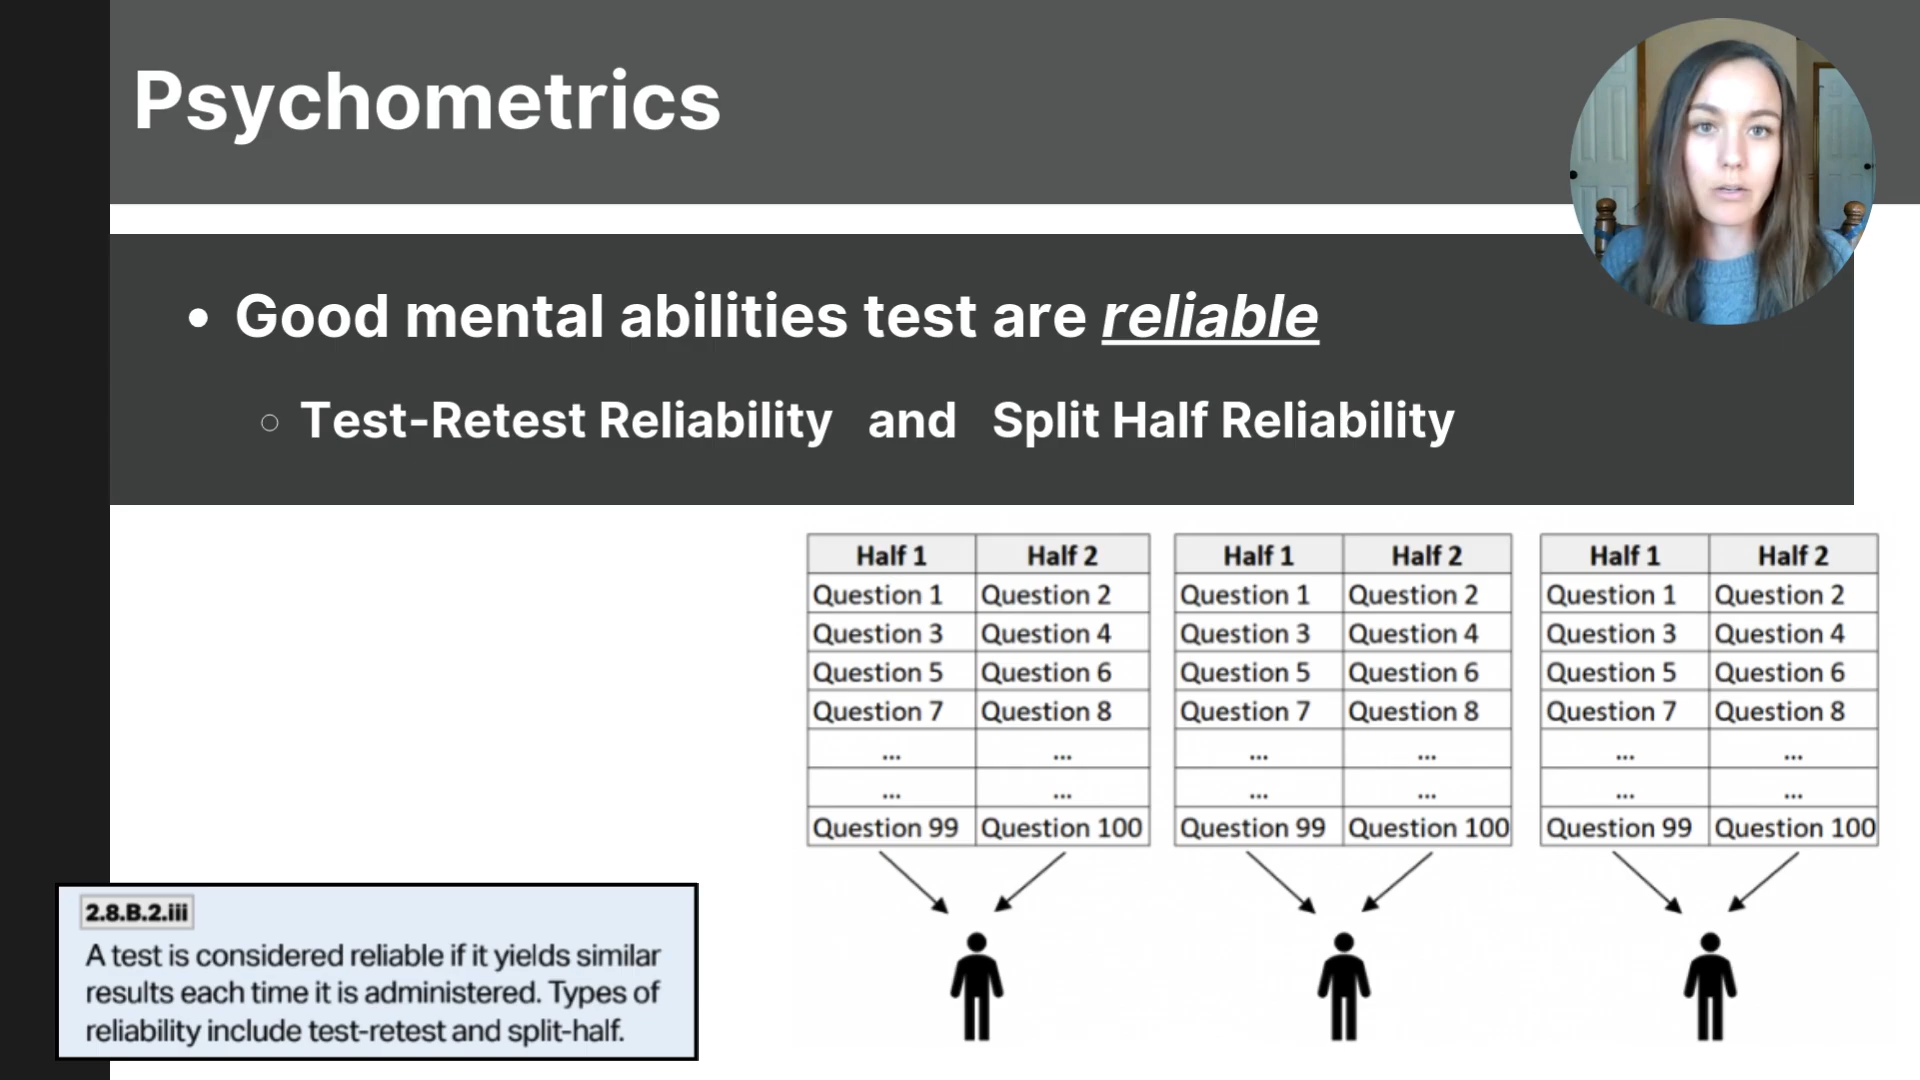 Psychometrics
• Good mental abilities test are reliable
○ Test-Retest Reliability and Split Half Reliability
Half 1 Half 2
Question 1 Question 2
Question 3 Question 4
Question 5 Question 6
Question 7 Question 8
... ...
... ...
Question 99 Question 100
Half 1 Half 2
Question 1 Question 2
Question 3 Question 4
Question 5 Question 6
Question 7 Question 8
... ...
... ...
Question 99 Question 100
Half 1 Half 2
Question 1 Question 2
Question 3 Question 4
Question 5 Question 6
Question 7 Question 8
... ...
... ...
Question 99 Question 100
2.8.B.2.iii
A test is considered reliable if it yields similar
results each time it is administered. Types of
reliability include test-retest and split-half.